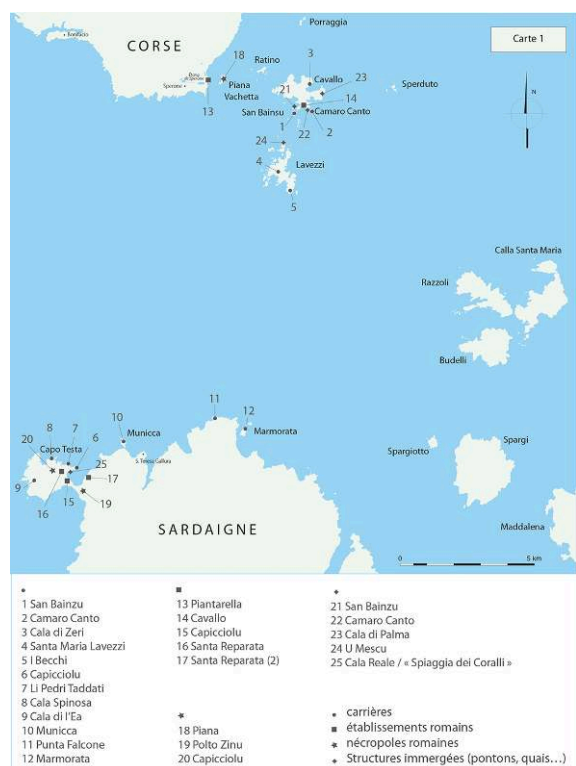 Porraggia
Carte 1
Bonifacio
CORSE
18
Ratino
3
Cavallo
23
Sperduto
Sperone
13
Piana
Vachetta
21
14
San Bainsu
Camaro Canto
1
22
2
24
4
Lavezzi
5
N
Calla Santa Maria
Razzoli
Budelli
11
12
Marmorata
10
Municca
S. Teresa Gallura
8
7
6
20
Capo Testa
25
9
17
16
15
19
Spargiotto
Spargi
Maddalena
SARDAIGNE
0
5 km
1 San Bainzu
2 Camaro Canto
3 Cala di Zeri
4 Santa Maria Lavezzi
5 I Becchi
6 Capicciolu
7 Li Pedri Taddati
8 Cala Spinosa
9 Cala di l'Ea
10 Municca
11 Punta Falcone
12 Marmorata
13 Piantarella
14 Cavallo
15 Capicciolu
16 Santa Reparata
17 Santa Reparata (2)
18 Piana
19 Polto Zinu
20 Capicciolu
21 San Bainzu
22 Camaro Canto
23 Cala di Palma
24 U Mescu
25 Cala Reale / « Spiaggia dei Coralli »
carrières
établissements romains
nécropoles romaines
Structures immergées (pontons, quais…)